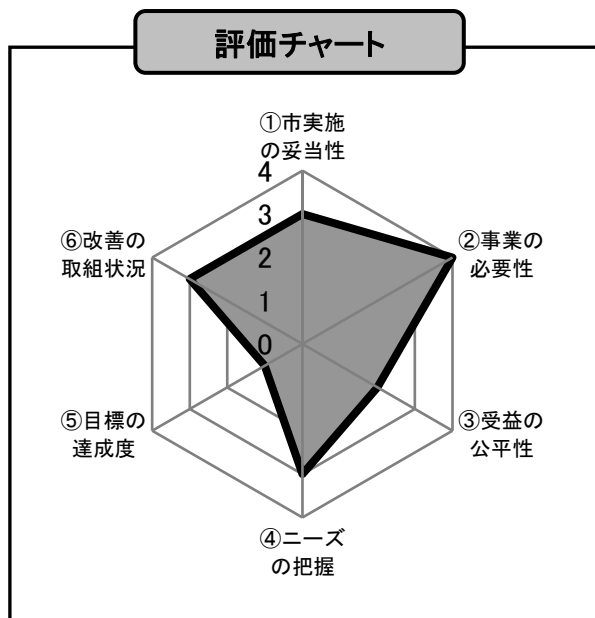 評価チャート
①市実施
の妥当性
4
3
2
1
0
②事業の
必要性
③受益の
公平性
④ニーズ
の把握
⑤目標の
達成度
⑥改善の
取組状況